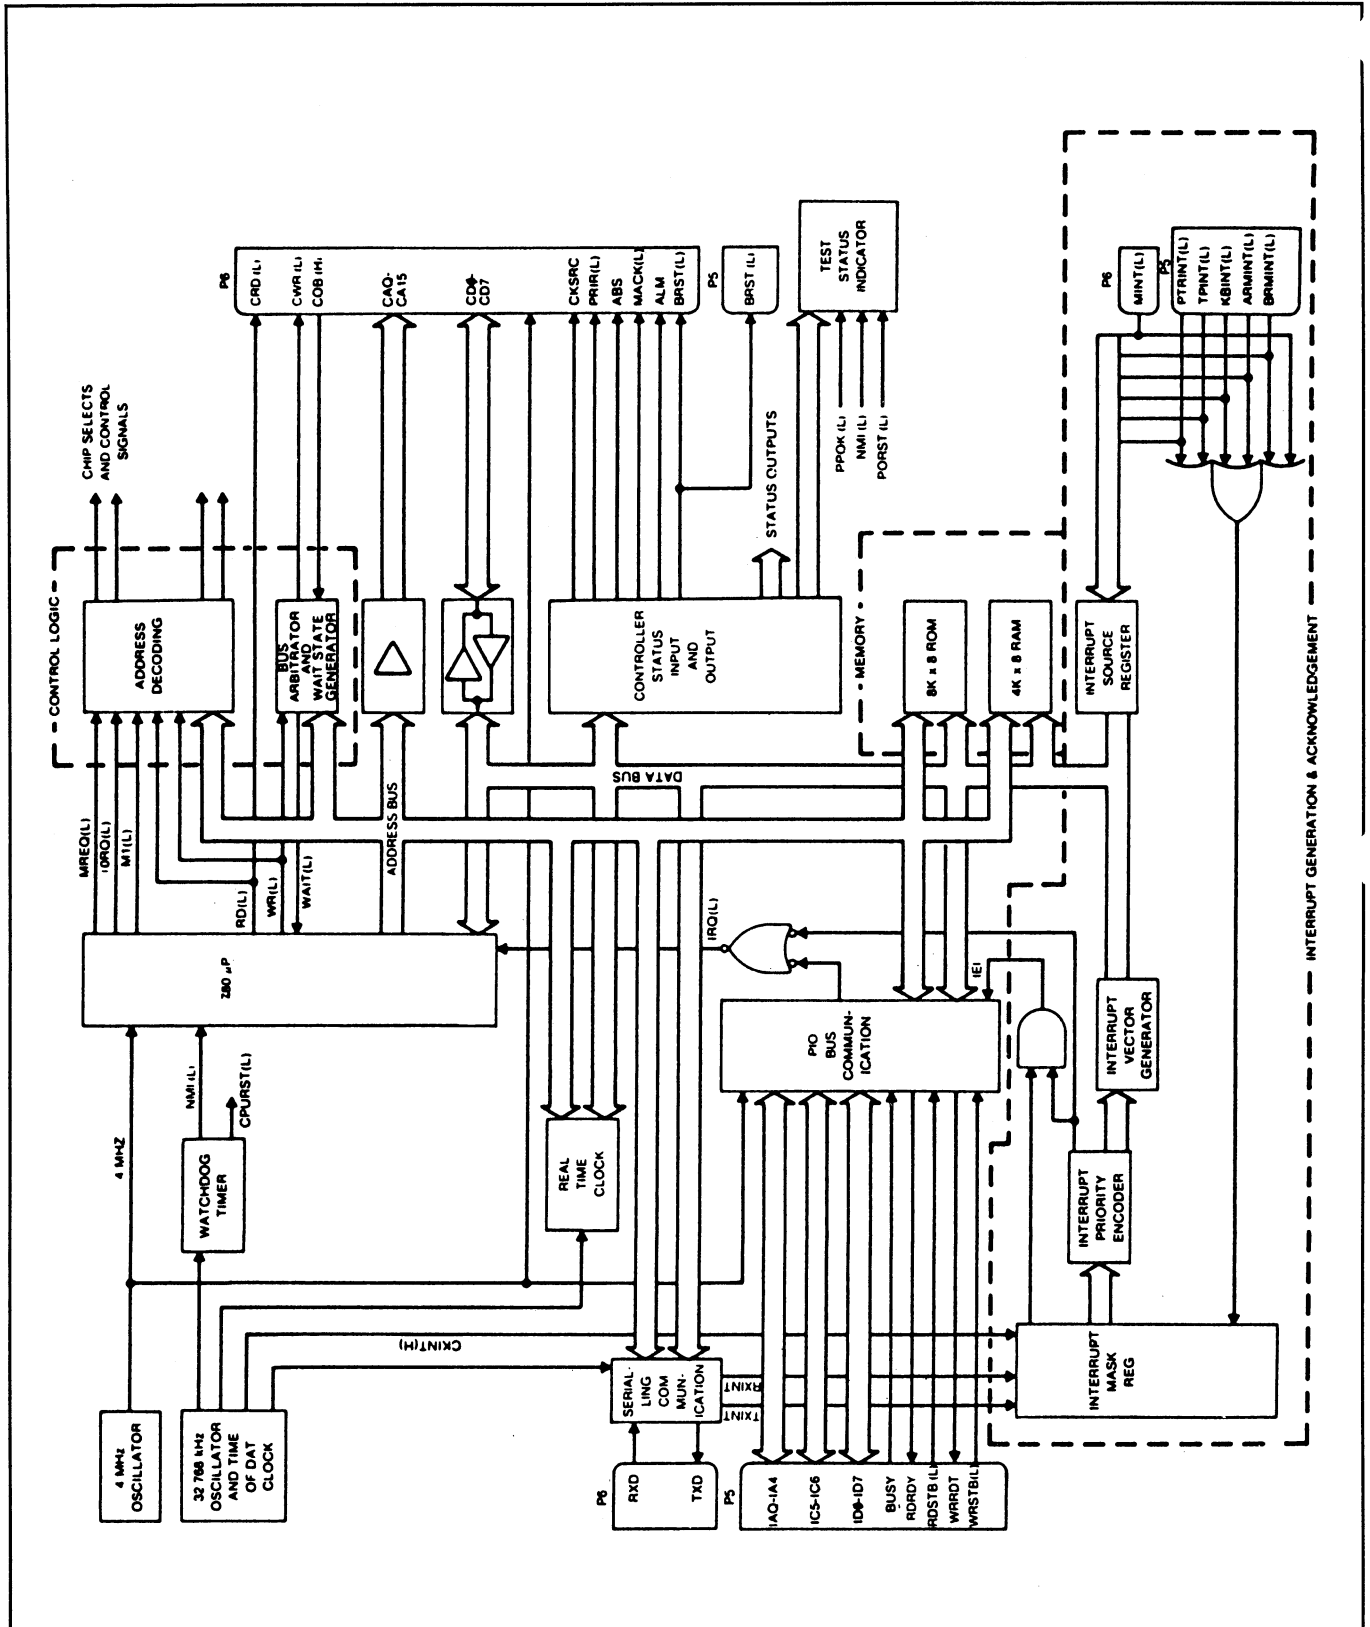 4 MHz
OSCILLATOR
32 768 kHz
OSCILLATOR
AND TIME
OF DAT
CLOCK
4 MHZ
WATCHDOG
TIMER
NMI(L)
CPURST(L)
CKINT(H)
Z80 µP
MREQ(L)
IORQ(L)
M1(L)
RD(L)
WR(L)
WAIT(L)
ADDRESS BUS
DATA BUS
CONTROL LOGIC
ADDRESS
DECODING
BUS
ARBITRATOR
AND
WAIT STATE
GENERATOR
CHIP SELECTS
AND CONTROL
SIGNALS
P6
CRD(L)
CWR(L)
COB(H)
CAQ-
CA15
CD0-
CD7
CKSRC
PRIR(L)
ABS
MACK(L)
ALM
BRST(L)
P5
BRST (L)
CONTROLLER
STATUS
INPUT
AND
OUTPUT
STATUS OUTPUTS
TEST
STATUS
INDICATOR
PPOK (L)
NMI (L)
PORST (L)
REAL
TIME
CLOCK
P6
RXD
TXD
SERIAL-
LING
COM
MUN-
ICATION
RXINT
TXINT
P5
IAQ-IA4
IC5-IC6
ID0-ID7
BUSY
RDRDY
RDSTB(L)
WRRDT
WRSTB(L)
PIO
BUS
COMMUN-
ICATION
IRQ(L)
IEI
MEMORY
8K x 8 ROM
4K x 8 RAM
INTERRUPT
MASK
REG
INTERRUPT
PRIORITY
ENCODER
INTERRUPT
VECTOR
GENERATOR
INTERRUPT
SOURCE
REGISTER
P6
MINT(L)
P5
PTRINT(L)
TPINT(L)
KBINT(L)
ARMINT(L)
BRMINT(L)
INTERRUPT GENERATION & ACKNOWLEDGEMENT